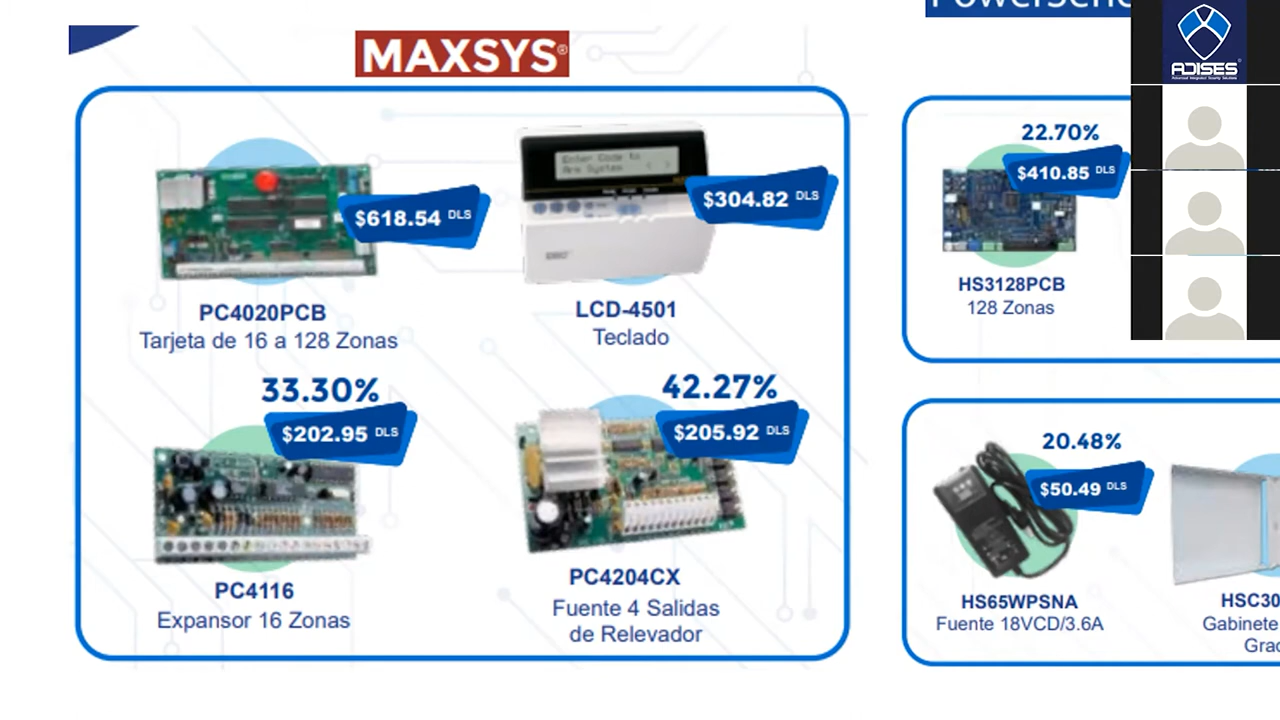 MAXSYS®
$618.54 DLS
PC4020PCB
Tarjeta de 16 a 128 Zonas
Enter Code to
Arm System
$304.82 DLS
LCD-4501
Teclado
33.30%
$202.95 DLS
PC4116
Expansor 16 Zonas
42.27%
$205.92 DLS
PC4204CX
Fuente 4 Salidas
de Relevador
22.70%
$410.85 DLS
HS3128PCB
128 Zonas
20.48%
$50.49 DLS
HS65WPSNA
Fuente 18VCD/3.6A
HSC30
Gabinete
Grad
ADISES